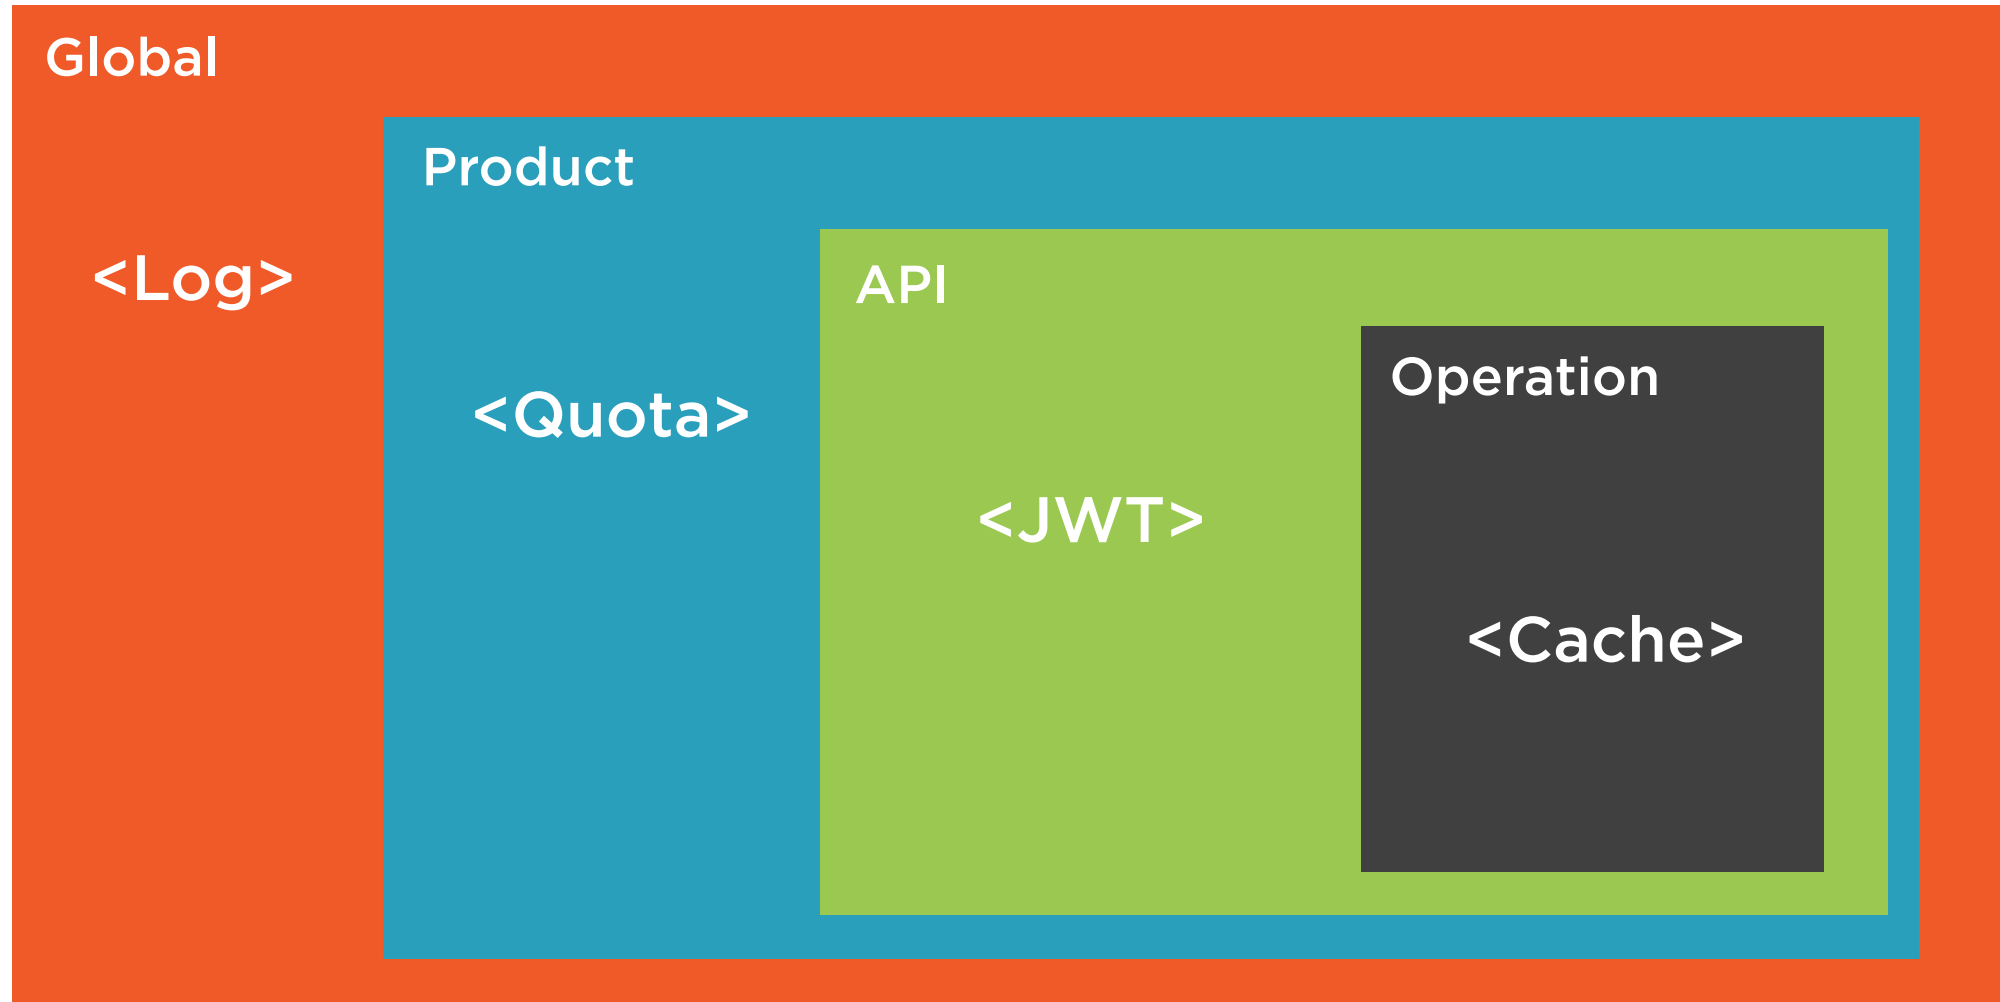 Global
Product
<Log>
API
Operation
<Quota>
<JWT>
<Cache>